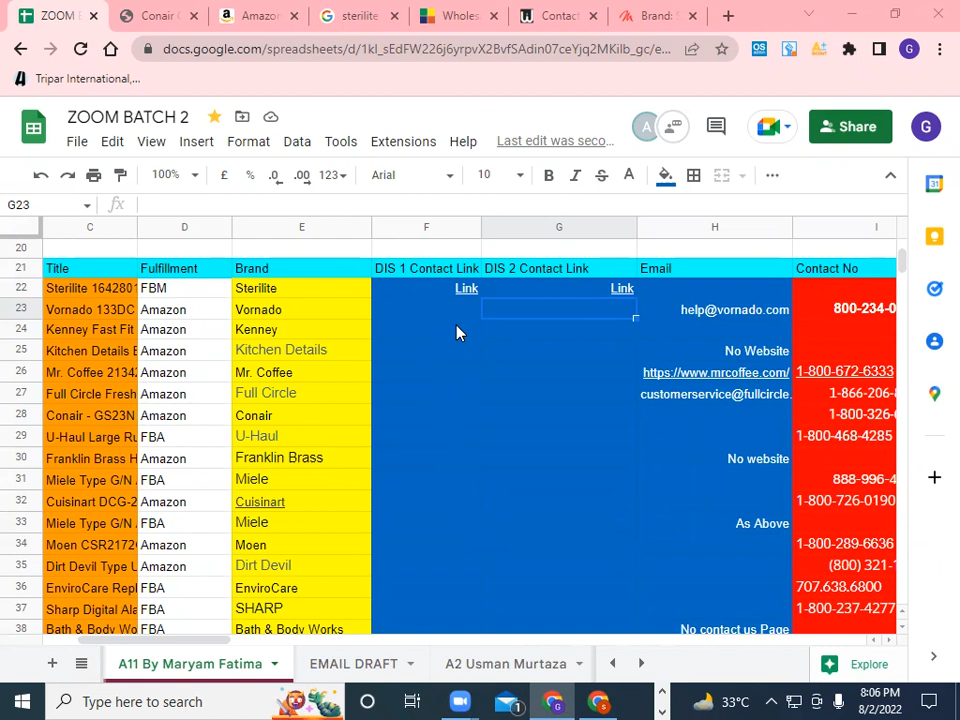 ZOOM B
Conair
Amazon
sterilite
Wholes
Contact
Brand: S
docs.google.com/spreadsheets/d/1kl_sEdFW226j6yrpvX2BvfSAdin07ceYjq2MKilb_gc/e...
OS
G
Tripar International,...
ZOOM BATCH 2
A
Share
G
File Edit View Insert Format Data Tools Extensions Help Last edit was seco...
100% £ % .0 .00 123 Arial 10 B I S A
31
G23 fx
C D E F G H I
20
21 Title Fulfillment Brand DIS 1 Contact Link DIS 2 Contact Link Email Contact No
22 Sterilite 1642801 FBM Sterilite Link Link
23 Vornado 133DC Amazon Vornado help@vornado.com 800-234-0
24 Kenney Fast Fit Amazon Kenney
25 Kitchen Details B Amazon Kitchen Details No Website
26 Mr. Coffee 21342 Amazon Mr. Coffee https://www.mrcoffee.com/ 1-800-672-6333
27 Full Circle Fresh Amazon Full Circle customerservice@fullcircle. 1-866-206-
28 Conair - GS23N Amazon Conair 1-800-326-
29 U-Haul Large Ru FBA U-Haul 1-800-468-4285
30 Franklin Brass H Amazon Franklin Brass No website
31 Miele Type G/N FBA Miele 888-996-4
32 Cuisinart DCG-2 Amazon Cuisinart 1-800-726-0190
33 Miele Type G/N FBA Miele As Above
34 Moen CSR2172 Amazon Moen 1-800-289-6636
35 Dirt Devil Type U Amazon Dirt Devil (800) 321-
36 EnviroCare Repl FBA EnviroCare 707.638.6800
37 Sharp Digital Ala FBA SHARP 1-800-237-4277
38 Bath & Body Wo FBA Bath & Body Works No contact us Page
A11 By Maryam Fatima EMAIL DRAFT A2 Usman Murtaza Explore
Type here to search
1
33°C
8:06 PM
8/2/2022